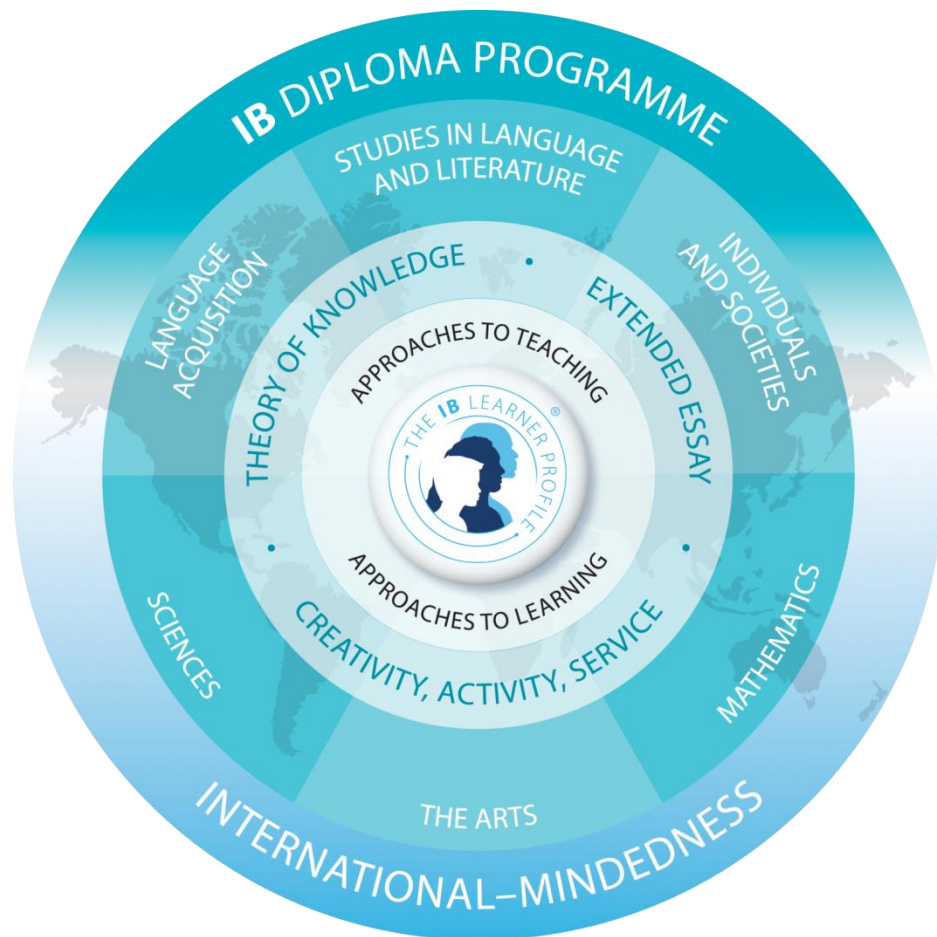 IB DIPLOMA PROGRAMME
STUDIES IN LANGUAGE
AND LITERATURE
LANGUAGE
ACQUISITION
INDIVIDUALS
AND SOCIETIES
THEORY OF KNOWLEDGE
•
EXTENDED ESSAY
•
APPROACHES TO TEACHING
THE IB LEARNER PROFILE ®
APPROACHES TO LEARNING
•
CREATIVITY, ACTIVITY, SERVICE
SCIENCES
MATHEMATICS
THE ARTS
INTERNATIONAL–MINDEDNESS